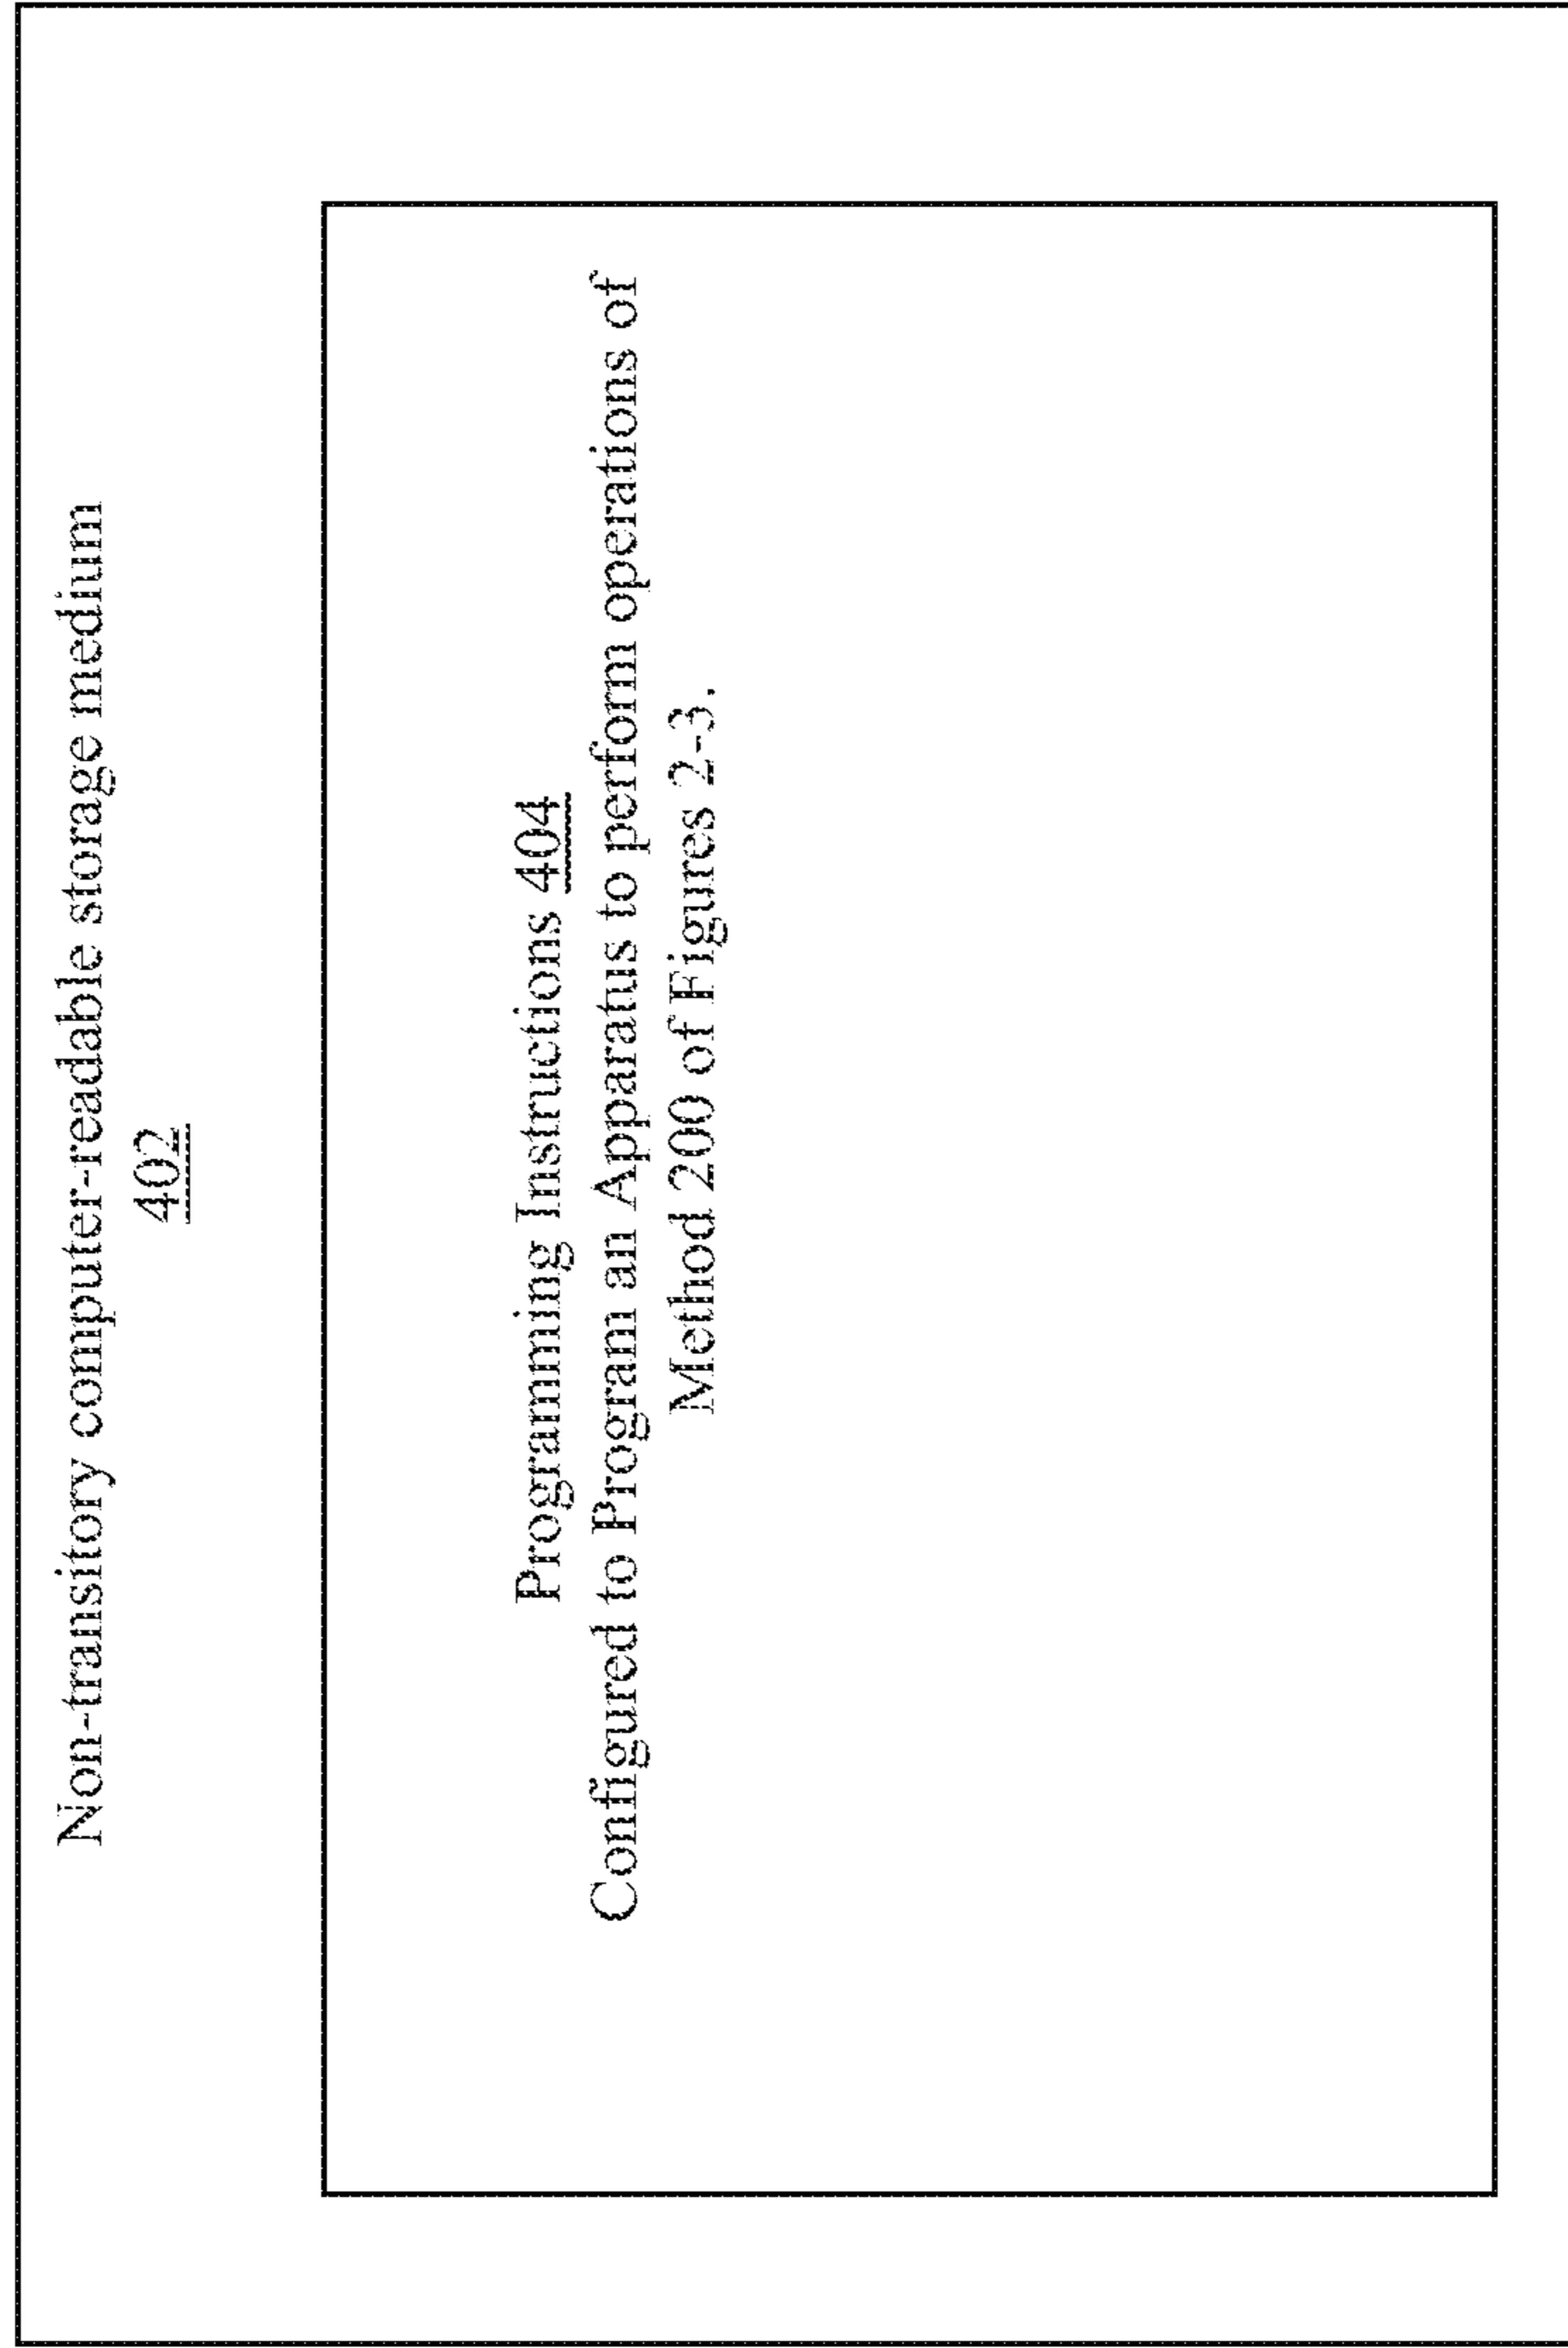 Non-transitory computer-readable storage medium
402
Programming Instructions 404
Configured to Program an Apparatus to perform operations of
Method 200 of Figures 2-3.